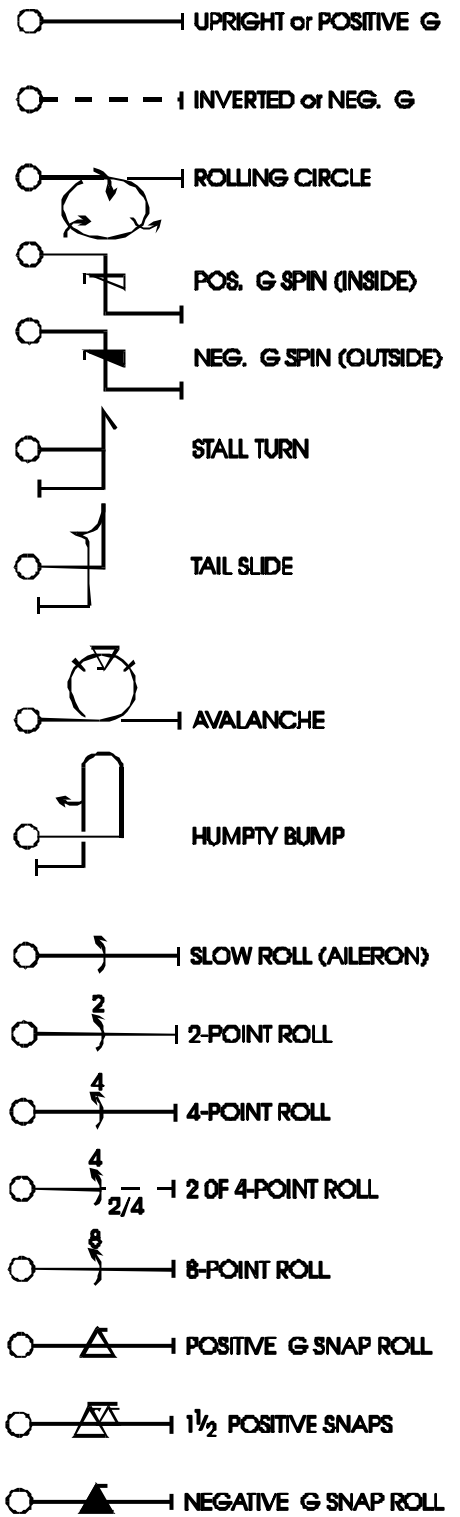 UPRIGHT or POSITIVE G
INVERTED or NEG. G
ROLLING CIRCLE
POS. G SPIN (INSIDE)
NEG. G SPIN (OUTSIDE)
STALL TURN
TAIL SLIDE
AVALANCHE
HUMPTY BUMP
SLOW ROLL (AILERON)
2
2-POINT ROLL
4
4-POINT ROLL
4
2/4
2 OF 4-POINT ROLL
8
8-POINT ROLL
POSITIVE G SNAP ROLL
1½ POSITIVE SNAPS
NEGATIVE G SNAP ROLL